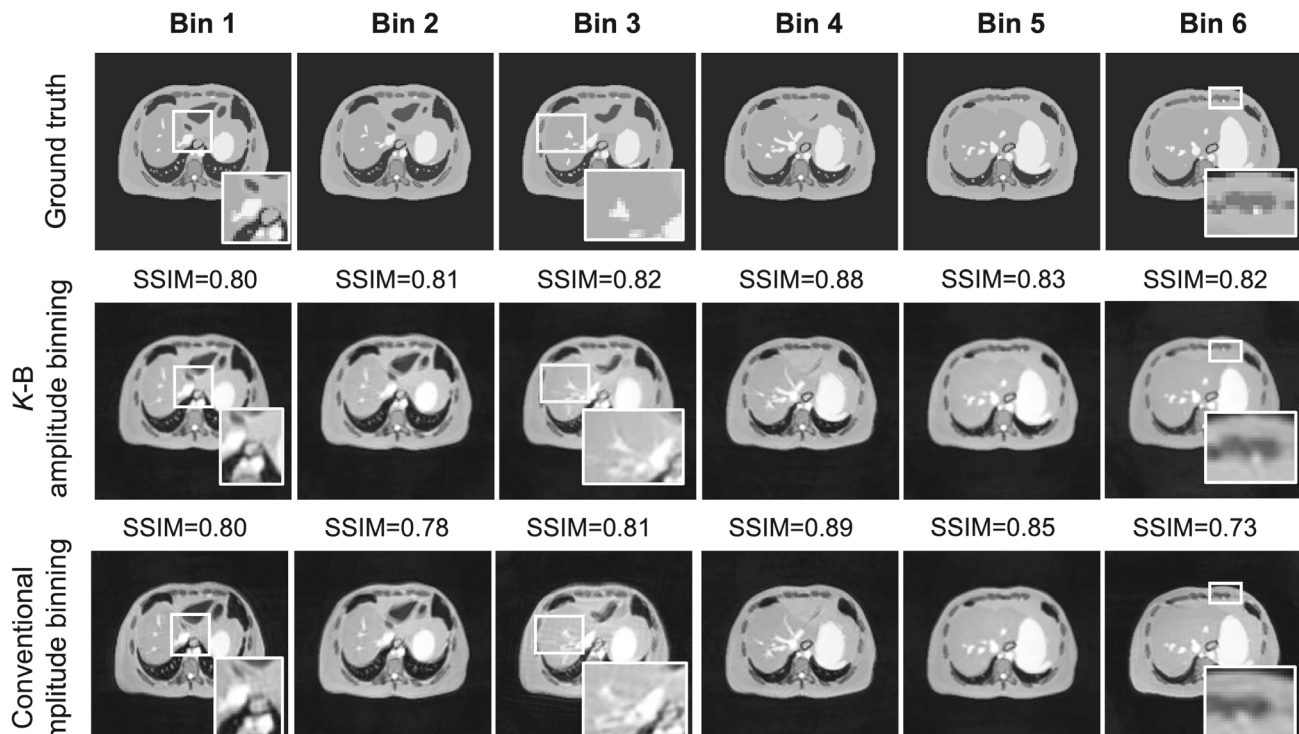 Bin 1 Bin 2 Bin 3 Bin 4 Bin 5 Bin 6
Ground truth
SSIM=0.80 SSIM=0.81 SSIM=0.82 SSIM=0.88 SSIM=0.83 SSIM=0.82
K-B
amplitude binning
SSIM=0.80 SSIM=0.78 SSIM=0.81 SSIM=0.89 SSIM=0.85 SSIM=0.73
Conventional
mplitude binning